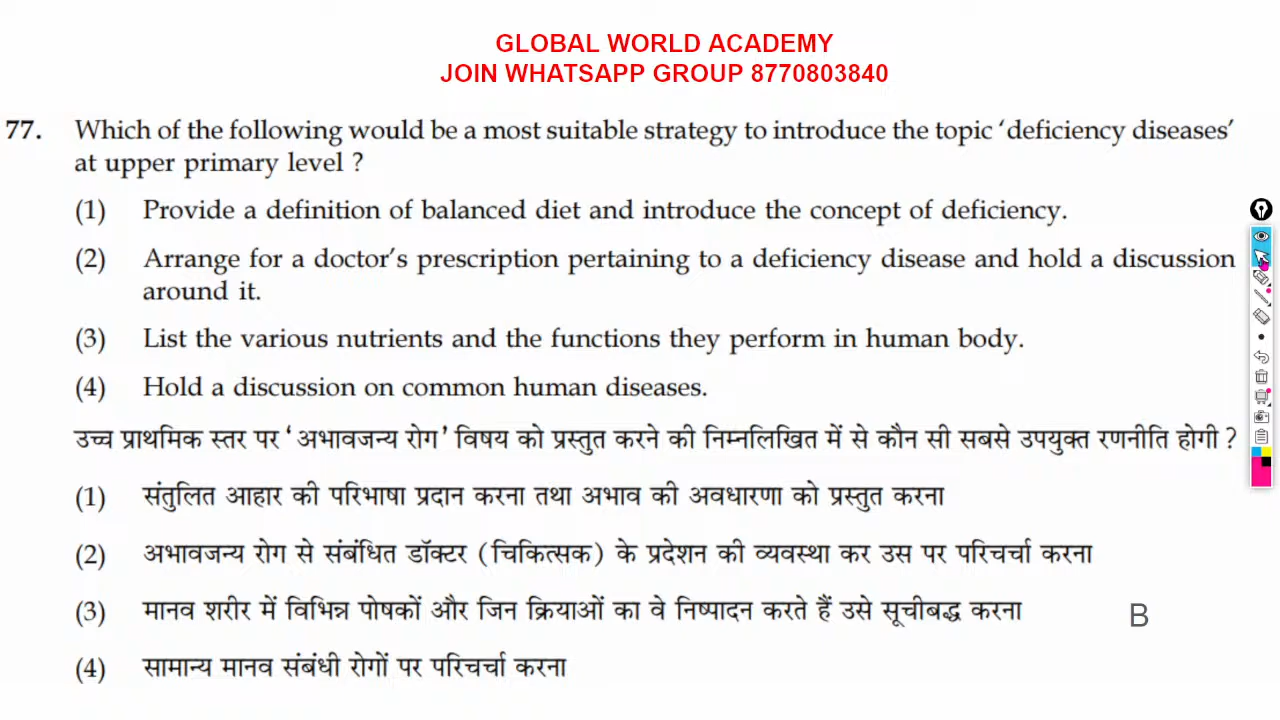 GLOBAL WORLD ACADEMY
JOIN WHATSAPP GROUP 8770803840
77. Which of the following would be a most suitable strategy to introduce the topic ‘deficiency diseases’
at upper primary level ?
(1) Provide a definition of balanced diet and introduce the concept of deficiency.
(2) Arrange for a doctor’s prescription pertaining to a deficiency disease and hold a discussion
around it.
(3) List the various nutrients and the functions they perform in human body.
(4) Hold a discussion on common human diseases.
उच्च प्राथमिक स्तर पर ‘अभावजन्य रोग’ विषय को प्रस्तुत करने की निम्नलिखित में से कौन सी सबसे उपयुक्त रणनीति होगी ?
(1) संतुलित आहार की परिभाषा प्रदान करना तथा अभाव की अवधारणा को प्रस्तुत करना
(2) अभावजन्य रोग से संबंधित डॉक्टर (चिकित्सक) के प्रदेशन की व्यवस्था कर उस पर परिचर्चा करना
(3) मानव शरीर में विभिन्न पोषकों और जिन क्रियाओं का वे निष्पादन करते हैं उसे सूचीबद्ध करना
B
(4) सामान्य मानव संबंधी रोगों पर परिचर्चा करना